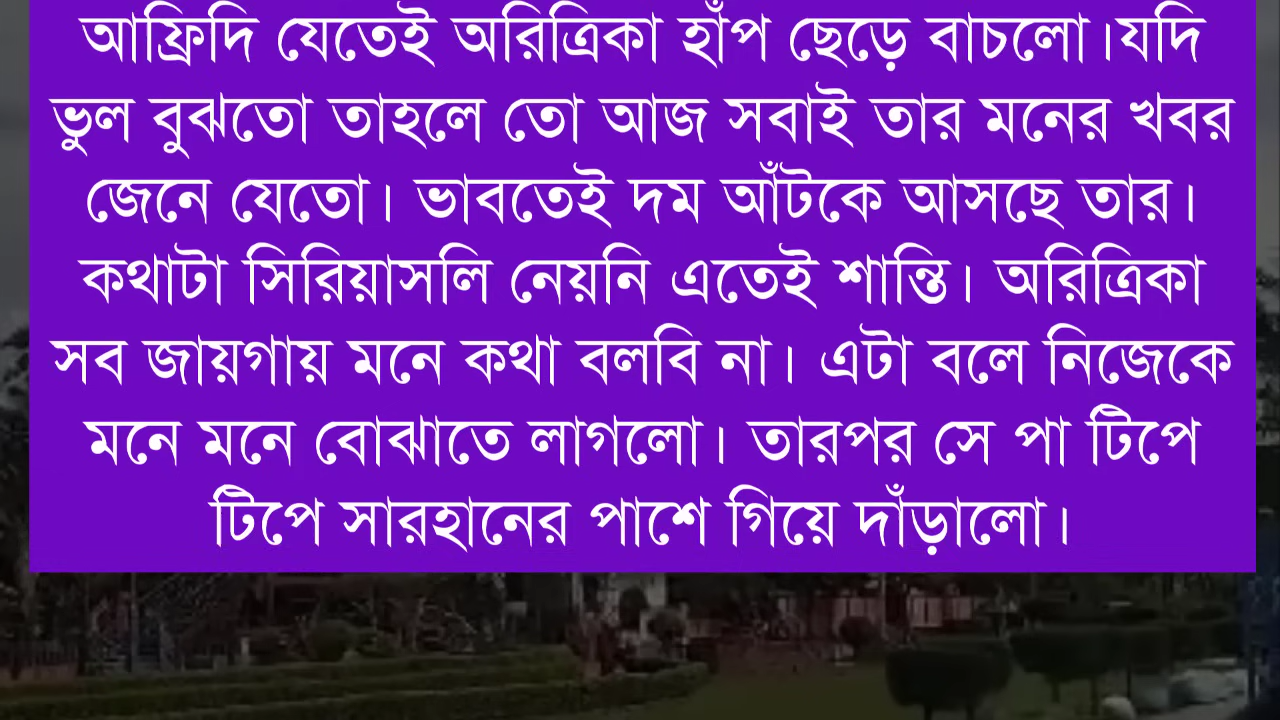 আফ্রিদি যেতেই অরিত্রিকা হাঁপ ছেড়ে বাচলো।যদি
ভুল বুঝতো তাহলে তো আজ সবাই তার মনের খবর
জেনে যেতো। ভাবতেই দম আঁটকে আসছে তার।
কথাটা সিরিয়াসলি নেয়নি এতেই শান্তি। অরিত্রিকা
সব জায়গায় মনে কথা বলবি না। এটা বলে নিজেকে
মনে মনে বোঝাতে লাগলো। তারপর সে পা টিপে
টিপে সারহানের পাশে গিয়ে দাঁড়ালো।